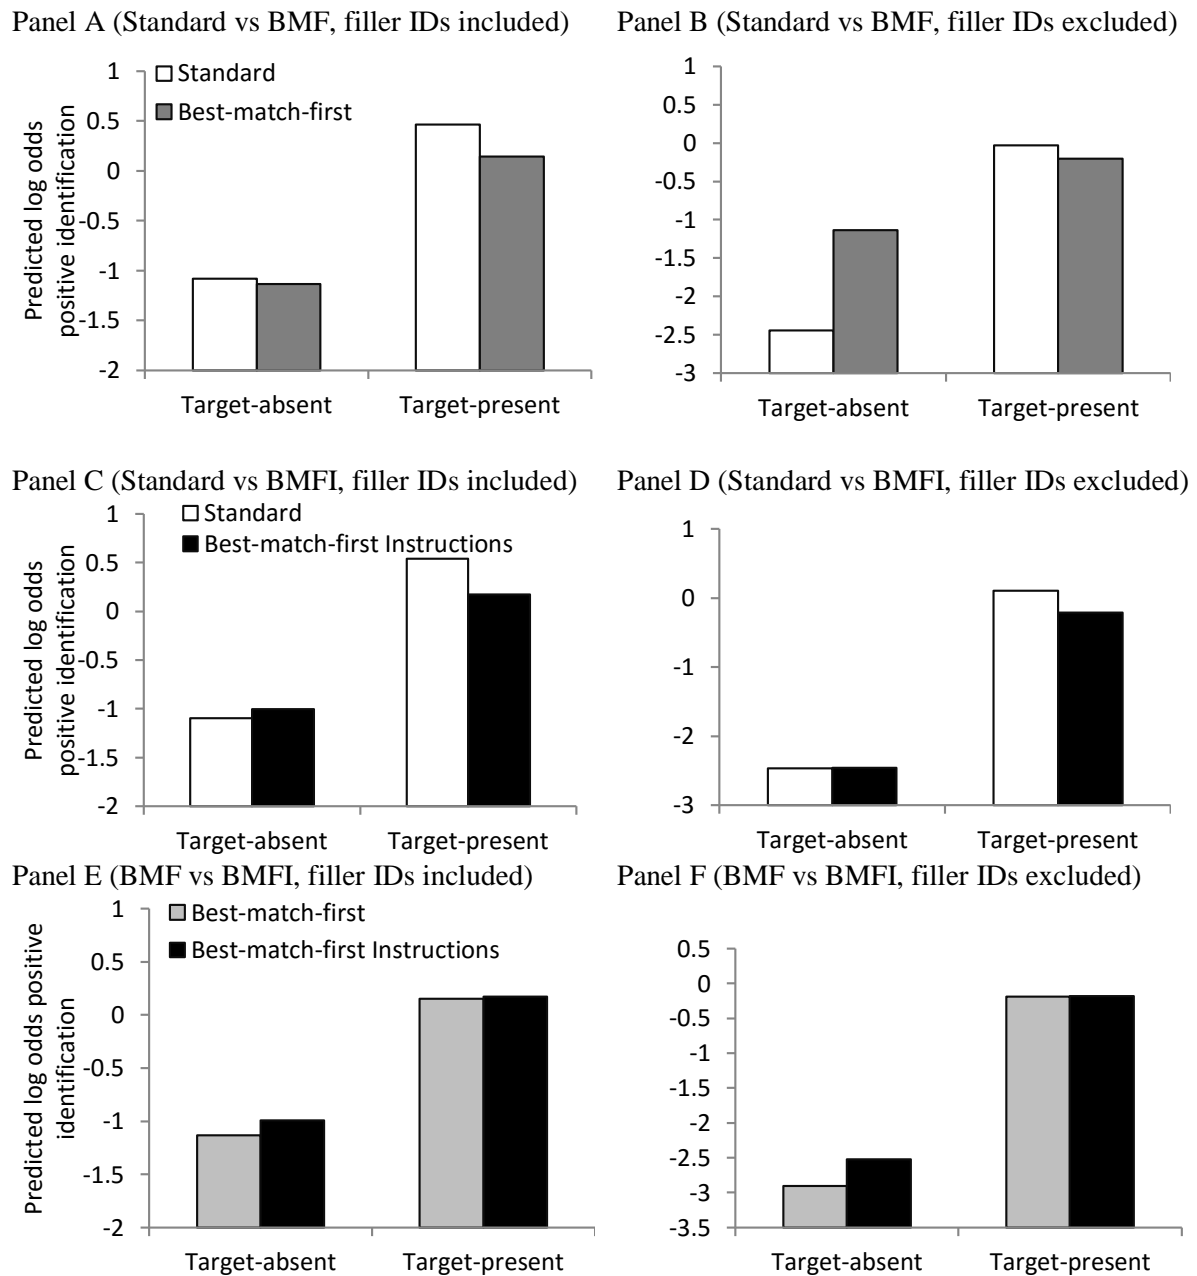 Panel A (Standard vs BMF, filler IDs included)
Predicted log odds
positive identification
1
0.5
0
-0.5
-1
-1.5
-2
Standard
Best-match-first
Target-absent
Target-present
Panel B (Standard vs BMF, filler IDs excluded)
1
0.5
0
-0.5
-1
-1.5
-2
-2.5
-3
Target-absent
Target-present
Panel C (Standard vs BMFI, filler IDs included)
Predicted log odds
positive identification
1
0.5
0
-0.5
-1
-1.5
-2
Standard
Best-match-first Instructions
Target-absent
Target-present
Panel D (Standard vs BMFI, filler IDs excluded)
1
0
-1
-2
-3
Target-absent
Target-present
Panel E (BMF vs BMFI, filler IDs included)
Predicted log odds positive
identification
1
0.5
0
-0.5
-1
-1.5
-2
Best-match-first
Best-match-first Instructions
Target-absent
Target-present
Panel F (BMF vs BMFI, filler IDs excluded)
0.5
0
-0.5
-1
-1.5
-2
-2.5
-3
-3.5
Target-absent
Target-present